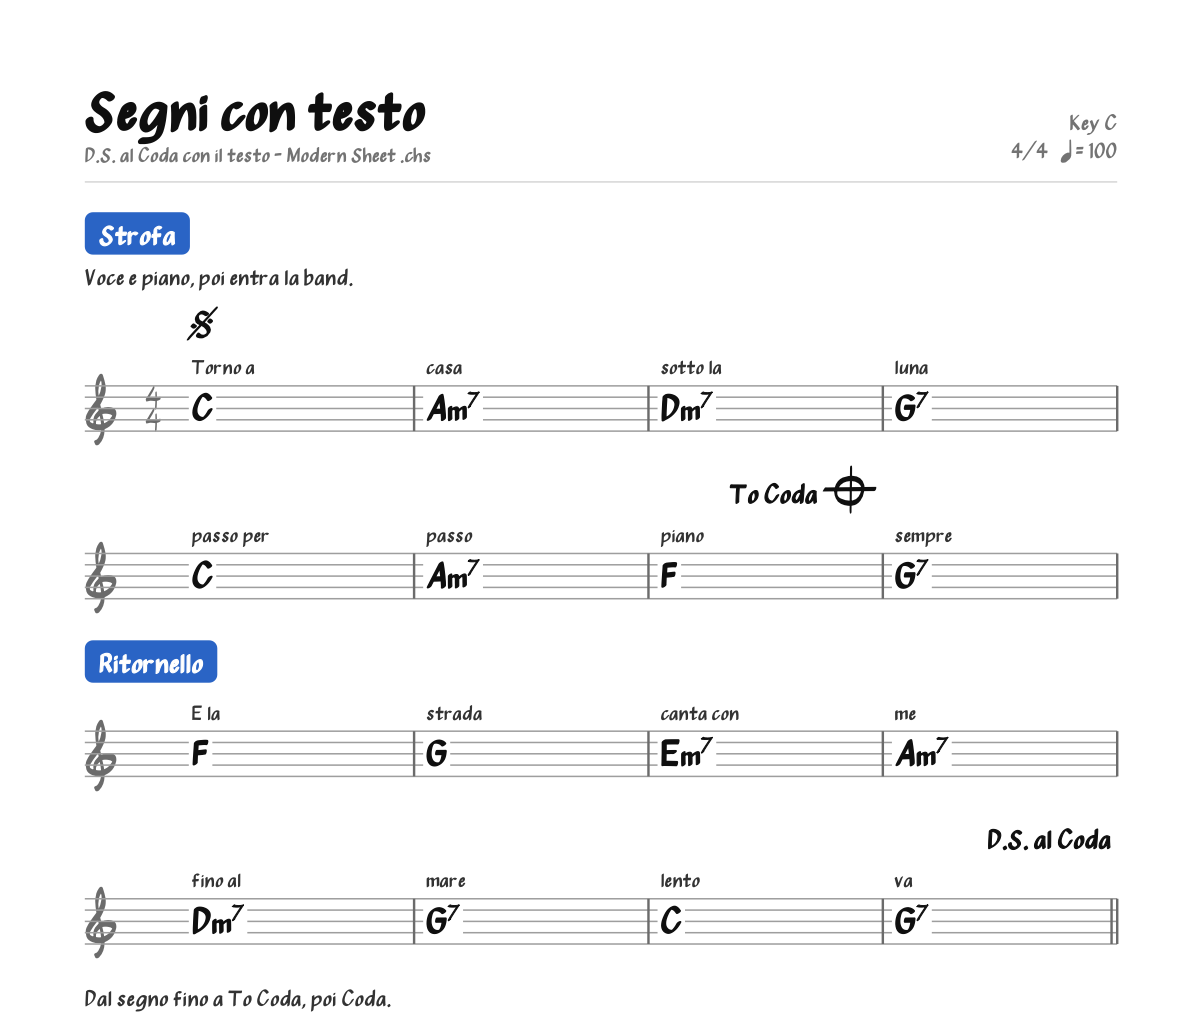 Segni con testo
D.S. al Coda con il testo - Modern Sheet .chs
Key C
4/4 ♩= 100
Strofa
Voce e piano, poi entra la band.
Torno a casa sotto la luna
4/4 C Am7 Dm7 G7
To Coda
passo per passo piano sempre
C Am7 F G7
Ritornello
E la strada canta con me
F G Em7 Am7
D.S. al Coda
fino al mare lento va
Dm7 G7 C G7
Dal segno fino a To Coda, poi Coda.